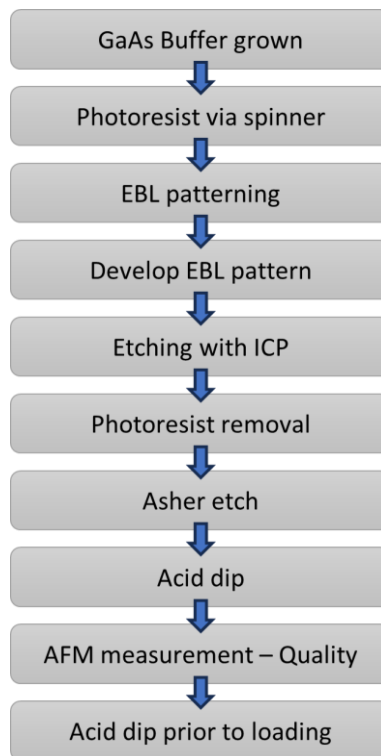 GaAs Buffer grown
Photoresist via spinner
EBL patterning
Develop EBL pattern
Etching with ICP
Photoresist removal
Asher etch
Acid dip
AFM measurement – Quality
Acid dip prior to loading